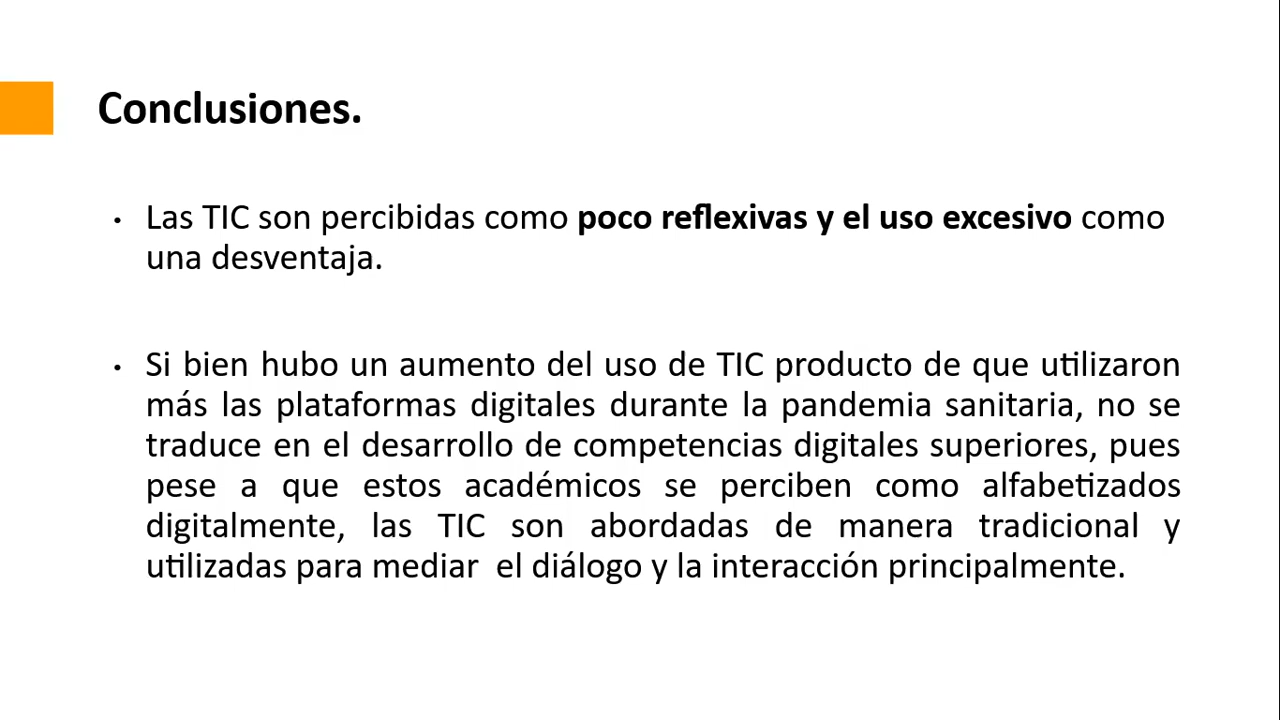 Conclusiones.
• Las TIC son percibidas como poco reflexivas y el uso excesivo como
una desventaja.
• Si bien hubo un aumento del uso de TIC producto de que utilizaron
más las plataformas digitales durante la pandemia sanitaria, no se
traduce en el desarrollo de competencias digitales superiores, pues
pese a que estos académicos se perciben como alfabetizados
digitalmente, las TIC son abordadas de manera tradicional y
utilizadas para mediar  el diálogo y la interacción principalmente.